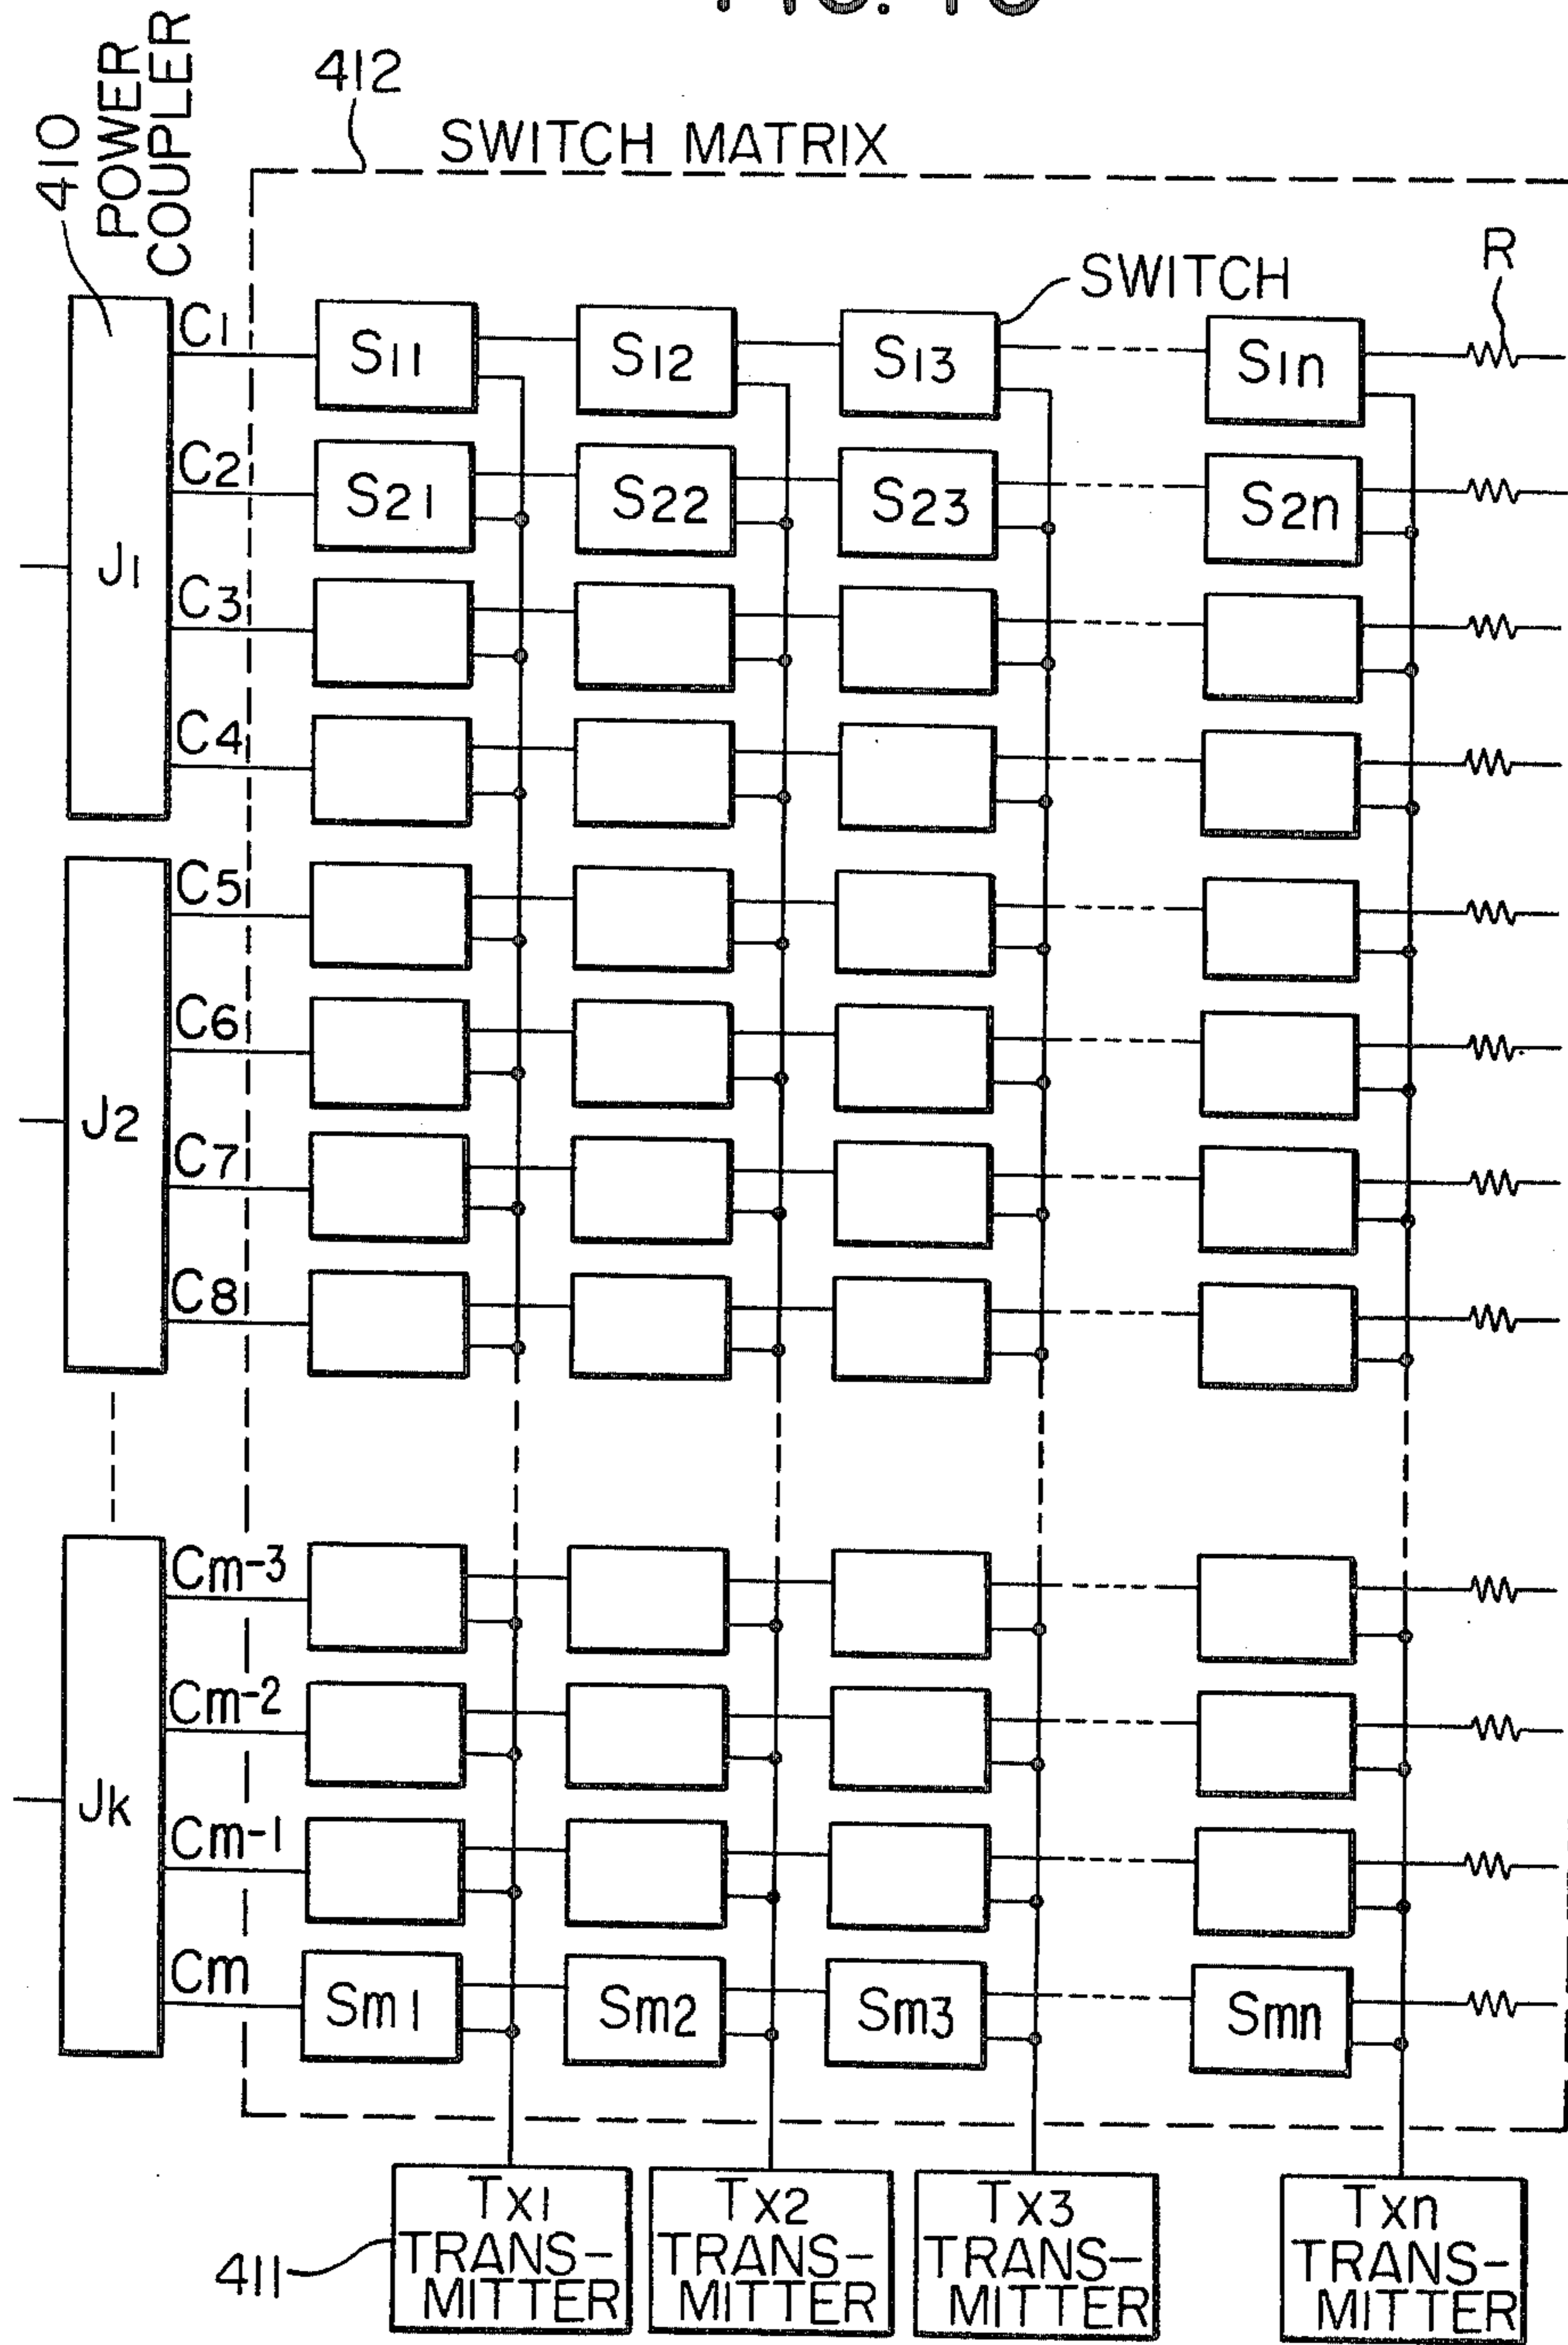 412
410
POWER
COUPLER
SWITCH MATRIX
SWITCH
R
C1
S11
S12
S13
S1n
C2
S21
S22
S23
S2n
J1
C3
C4
C5
C6
J2
C7
C8
Cm-3
Cm-2
Jk
Cm-1
Cm
Sm1
Sm2
Sm3
Smn
Tx1
TRANS-
MITTER
Tx2
TRANS-
MITTER
Tx3
TRANS-
MITTER
Txn
TRANS-
MITTER
411